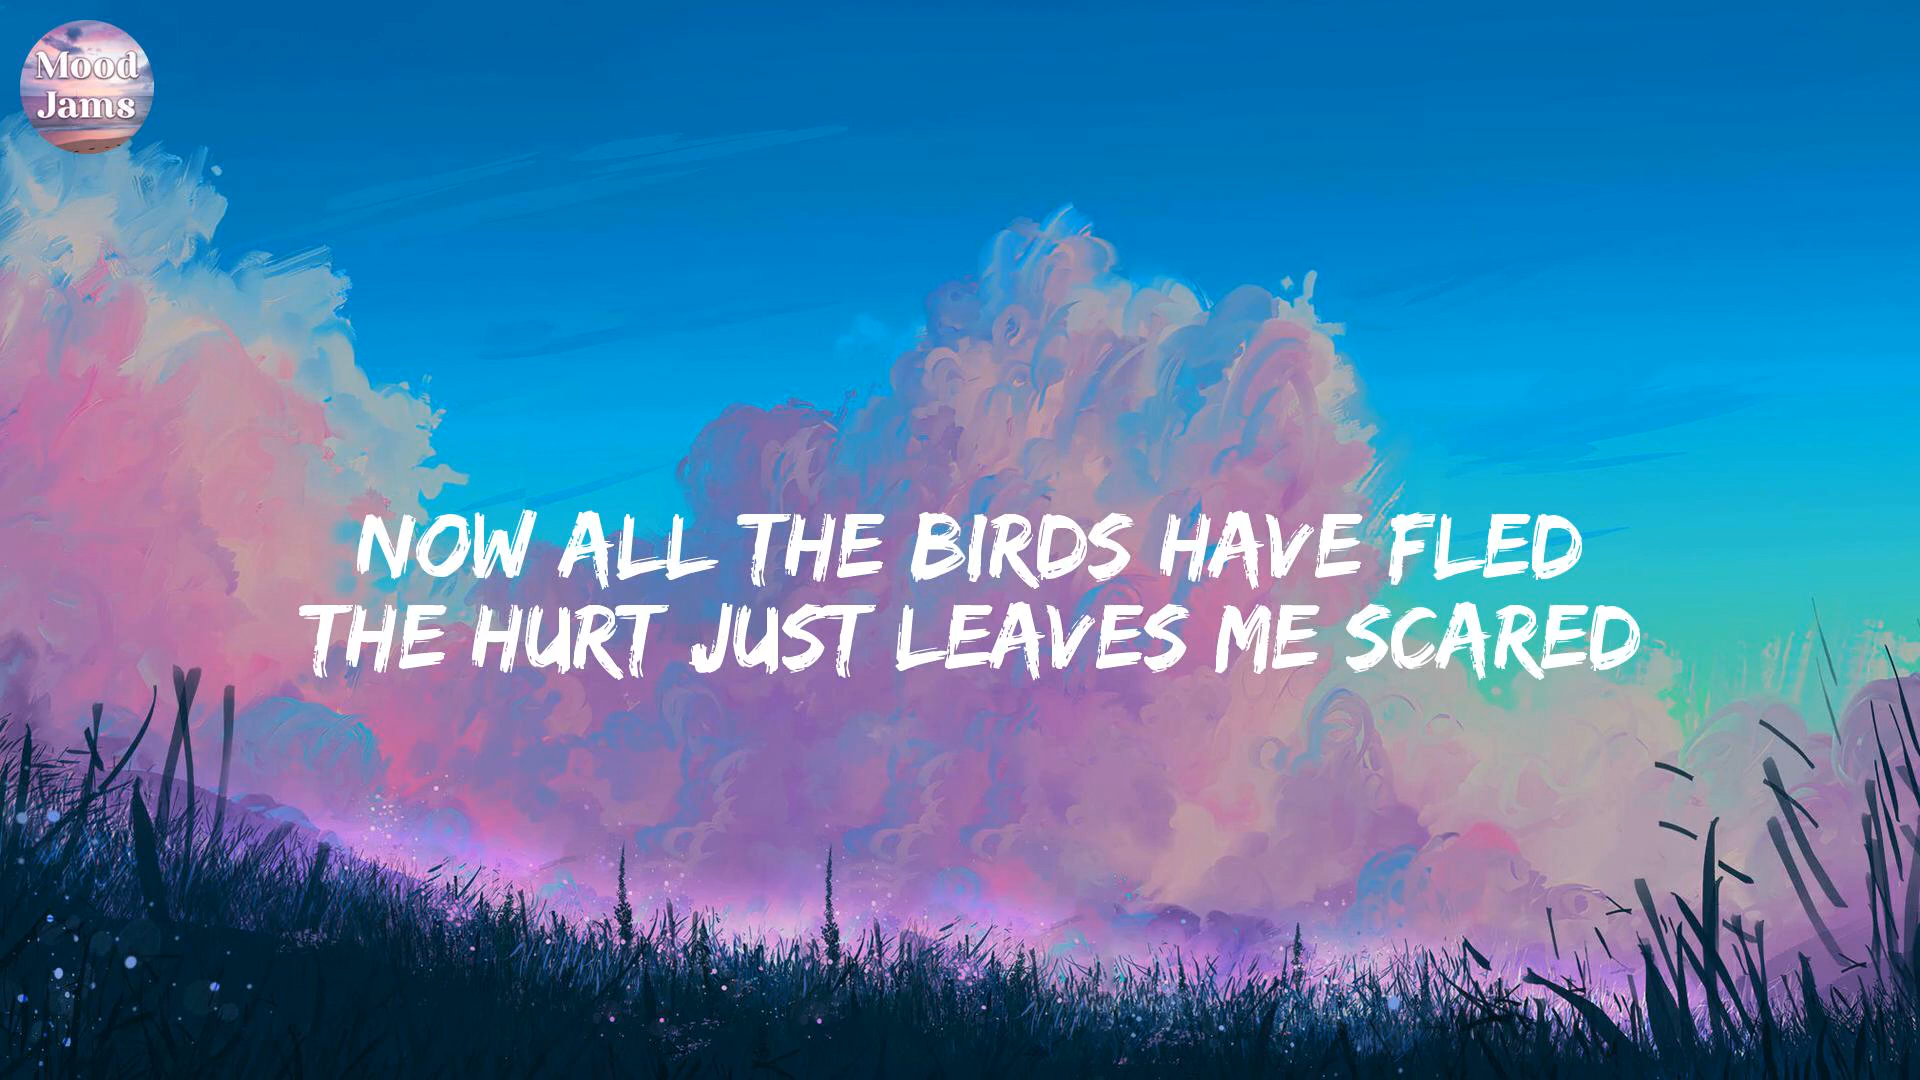 Mood
Jams
NOW ALL THE BIRDS HAVE FLED
THE HURT JUST LEAVES ME SCARED